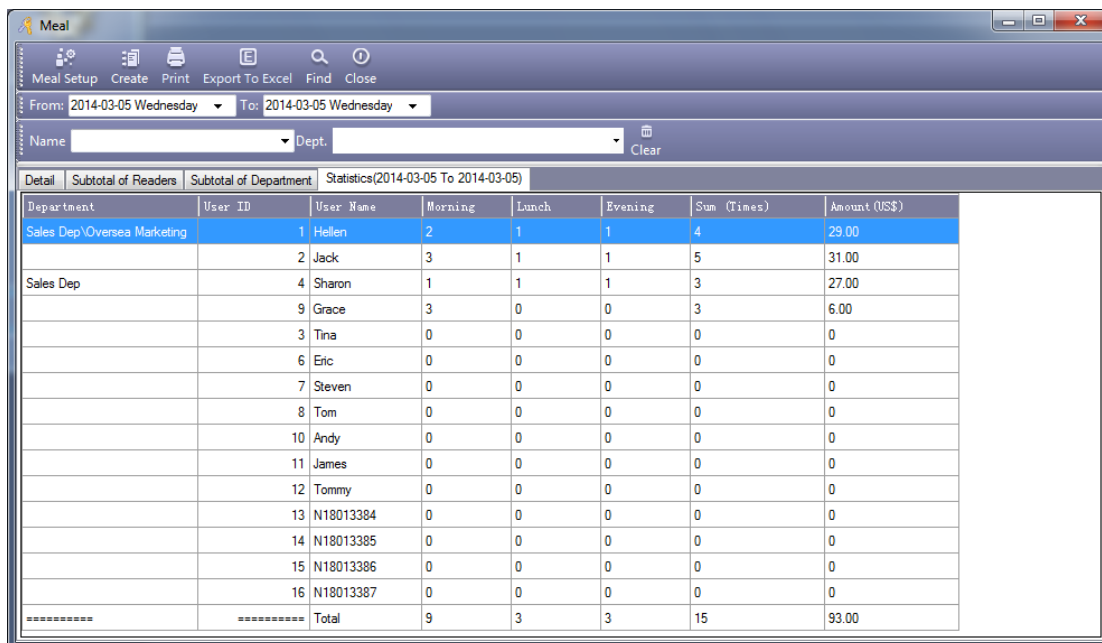 Meal
Meal Setup Create Print Export To Excel Find Close
From: 2014-03-05 Wednesday To: 2014-03-05 Wednesday
Name Dept. Clear
Detail Subtotal of Readers Subtotal of Department Statistics(2014-03-05 To 2014-03-05)
Department User ID User Name Morning Lunch Evening Sum (Times) Amount(US$)
Sales Dep\Oversea Marketing 1 Hellen 2 1 1 4 29.00
2 Jack 3 1 1 5 31.00
Sales Dep 4 Sharon 1 1 1 3 27.00
9 Grace 3 0 0 3 6.00
3 Tina 0 0 0 0 0
6 Eric 0 0 0 0 0
7 Steven 0 0 0 0 0
8 Tom 0 0 0 0 0
10 Andy 0 0 0 0 0
11 James 0 0 0 0 0
12 Tommy 0 0 0 0 0
13 N18013384 0 0 0 0 0
14 N18013385 0 0 0 0 0
15 N18013386 0 0 0 0 0
16 N18013387 0 0 0 0 0
========== ========== Total 9 3 3 15 93.00